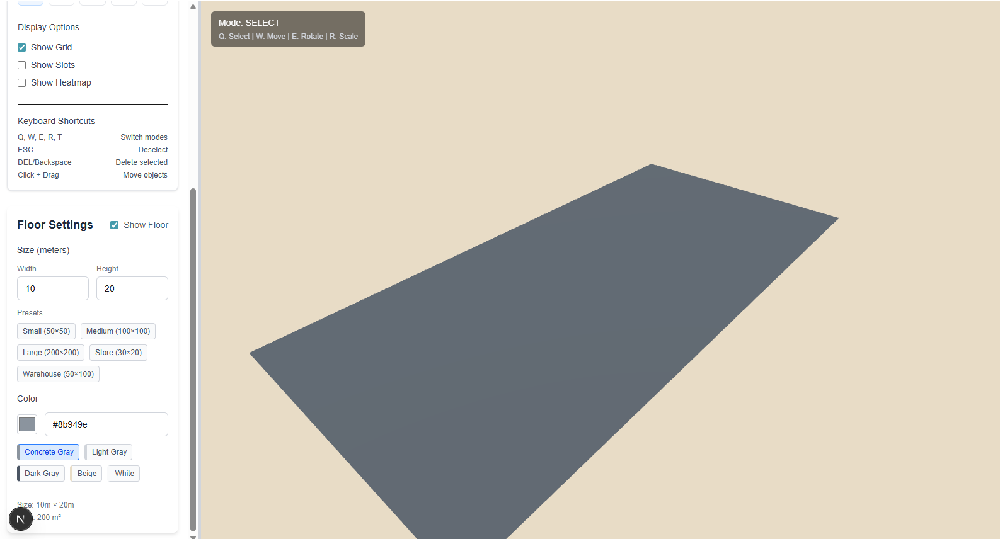 Display Options
Show Grid
Show Slots
Show Heatmap
Keyboard Shortcuts
Q, W, E, R, T Switch modes
ESC Deselect
DEL/Backspace Delete selected
Click + Drag Move objects
Floor Settings Show Floor
Size (meters)
Width Height
10 20
Presets
Small (50×50) Medium (100×100)
Large (200×200) Store (30×20)
Warehouse (50×100)
Color
#8b949e
Concrete Gray Light Gray
Dark Gray Beige White
Size: 10m × 20m
N : 200 m²
Mode: SELECT
Q: Select | W: Move | E: Rotate | R: Scale